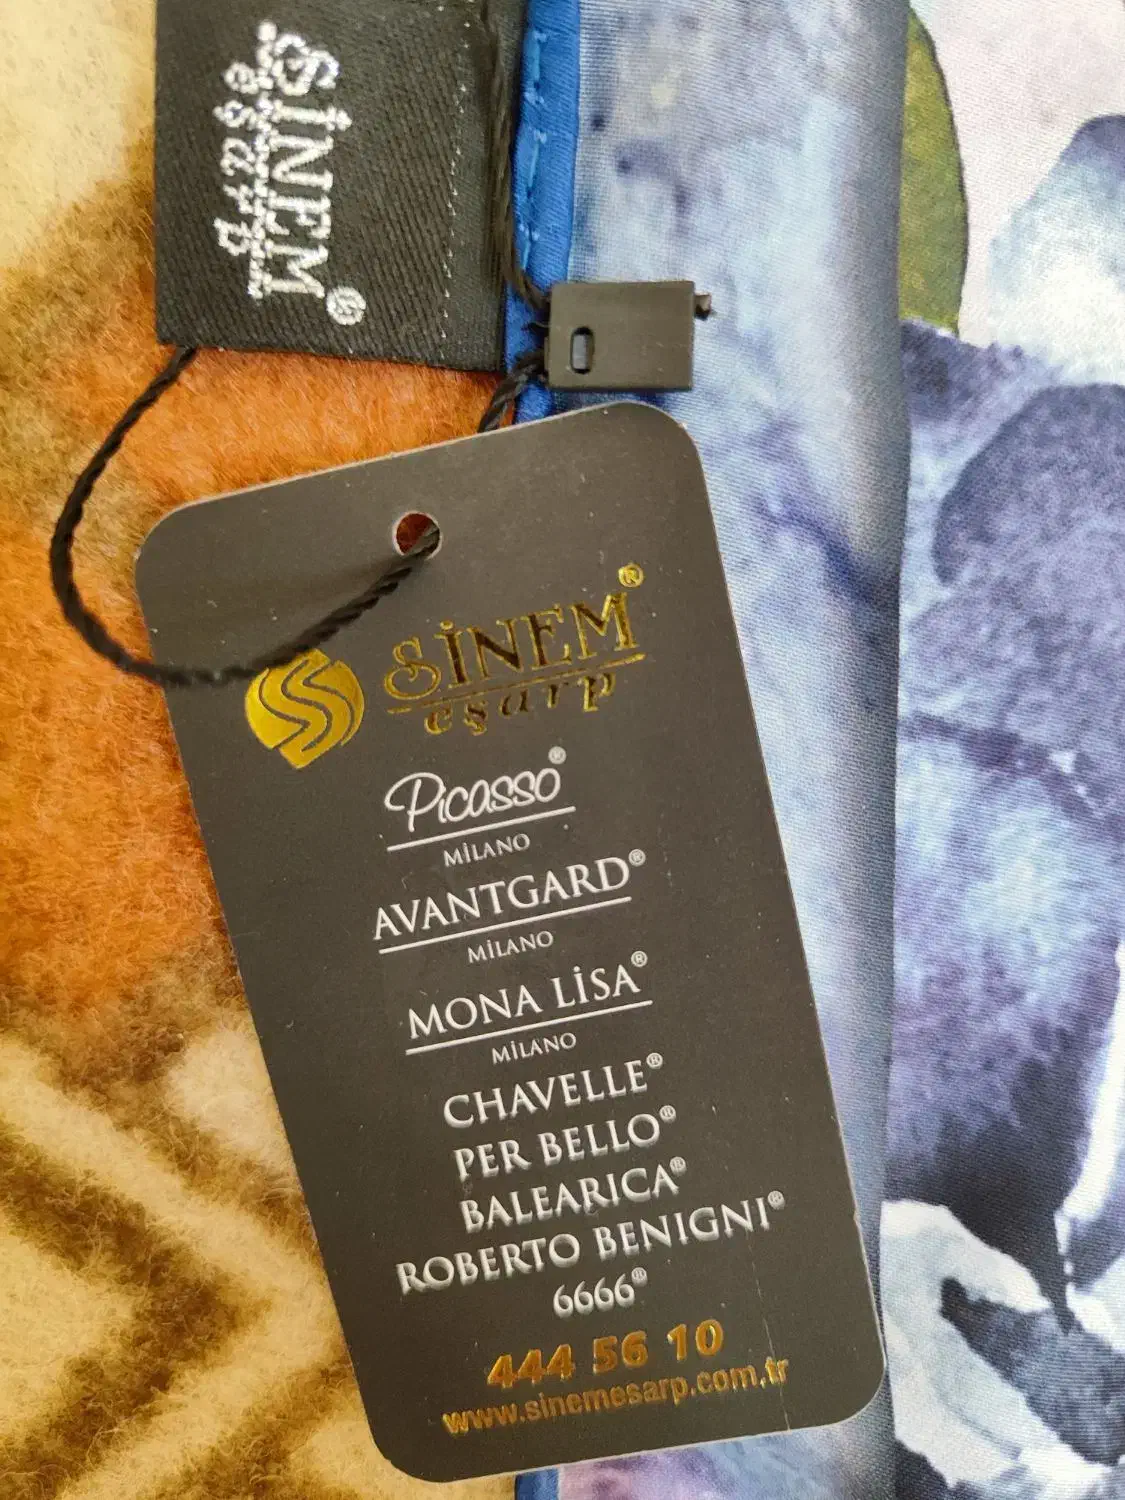 SİNEM®
eşarp
SİNEM®
eşarp
Picasso®
MİLANO
AVANTGARD®
MİLANO
MONA LİSA®
MİLANO
CHAVELLE®
PER BELLO®
BALEARICA®
ROBERTO BENIGNI®
6666®
444 56 10
www.sinemesarp.com.tr